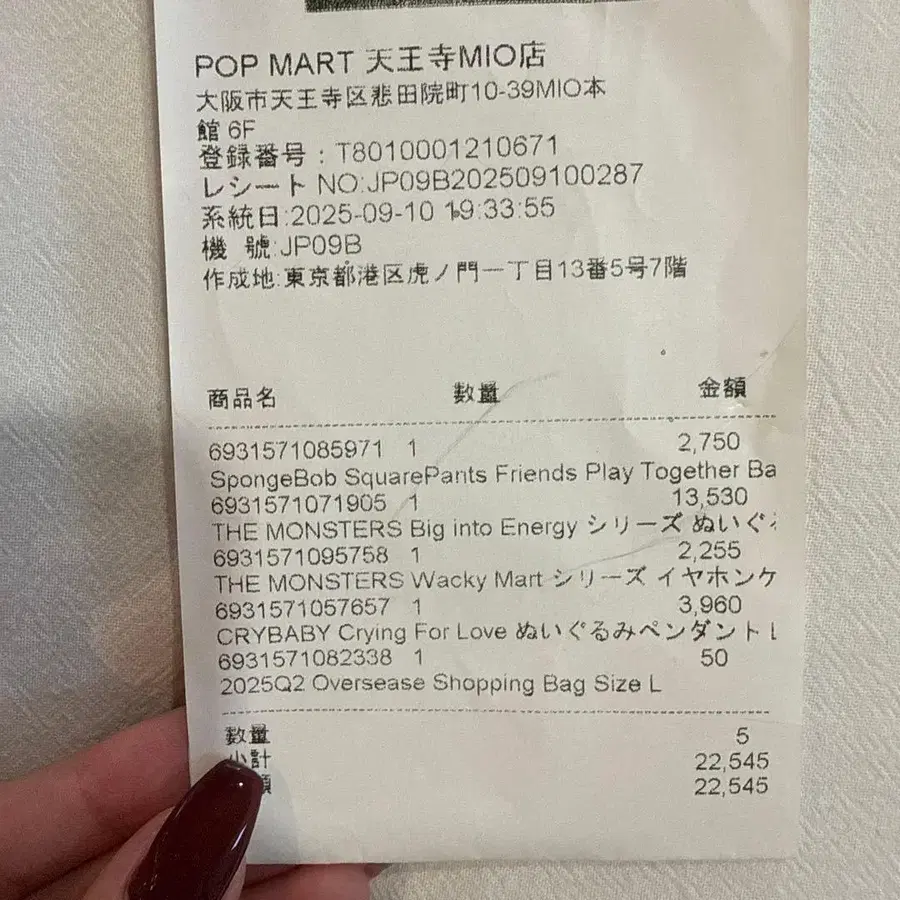 POP MART 天王寺MIO店
大阪市天王寺区悲田院町10-39MIO本
館 6F
登録番号：T8010001210671
レシート NO:JP09B202509100287
系統日:2025-09-10 19:33:55
機 號:JP09B
作成地:東京都港区虎ノ門一丁目13番5号7階
商品名 数量 金額
6931571085971 1 2,750
SpongeBob SquarePants Friends Play Together Ba
6931571071905 1 13,530
THE MONSTERS Big into Energy シリーズ ぬいぐ
6931571095758 1 2,255
THE MONSTERS Wacky Mart シリーズ イヤホンケ
6931571057657 1 3,960
CRYBABY Crying For Love ぬいぐるみペンダント
6931571082338 1 50
2025Q2 Oversease Shopping Bag Size L
数量 5
小計 22,545
22,545